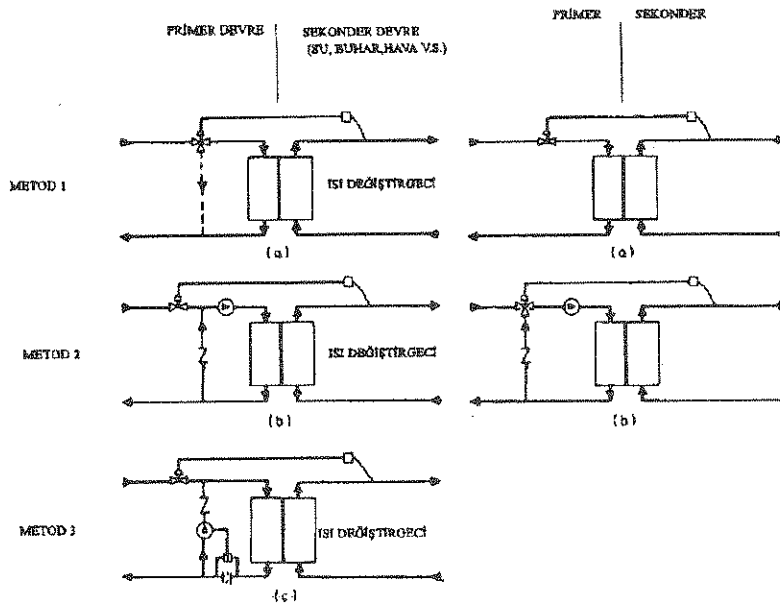 PRİMER DEVRE
SEKONDER DEVRE
(SU, BUHAR,HAVA V.S.)
PRİMER
SEKONDER
METOD 1
ISI DEĞİŞTİRGECİ
(a)
(a)
METOD 2
ISI DEĞİŞTİRGECİ
(b)
(b)
METOD 3
ISI DEĞİŞTİRGECİ
(c)